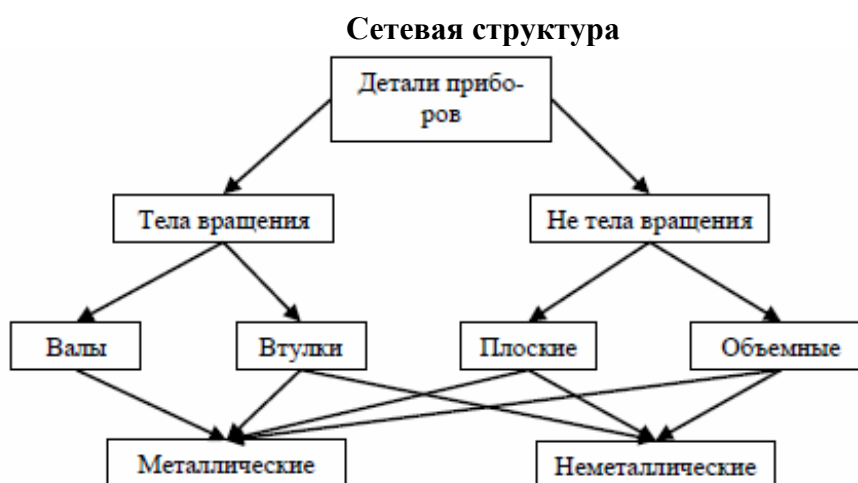 Сетевая структура
Детали прибо-
ров
Тела вращения
Не тела вращения
Валы
Втулки
Плоские
Объемные
Металлические
Неметаллические